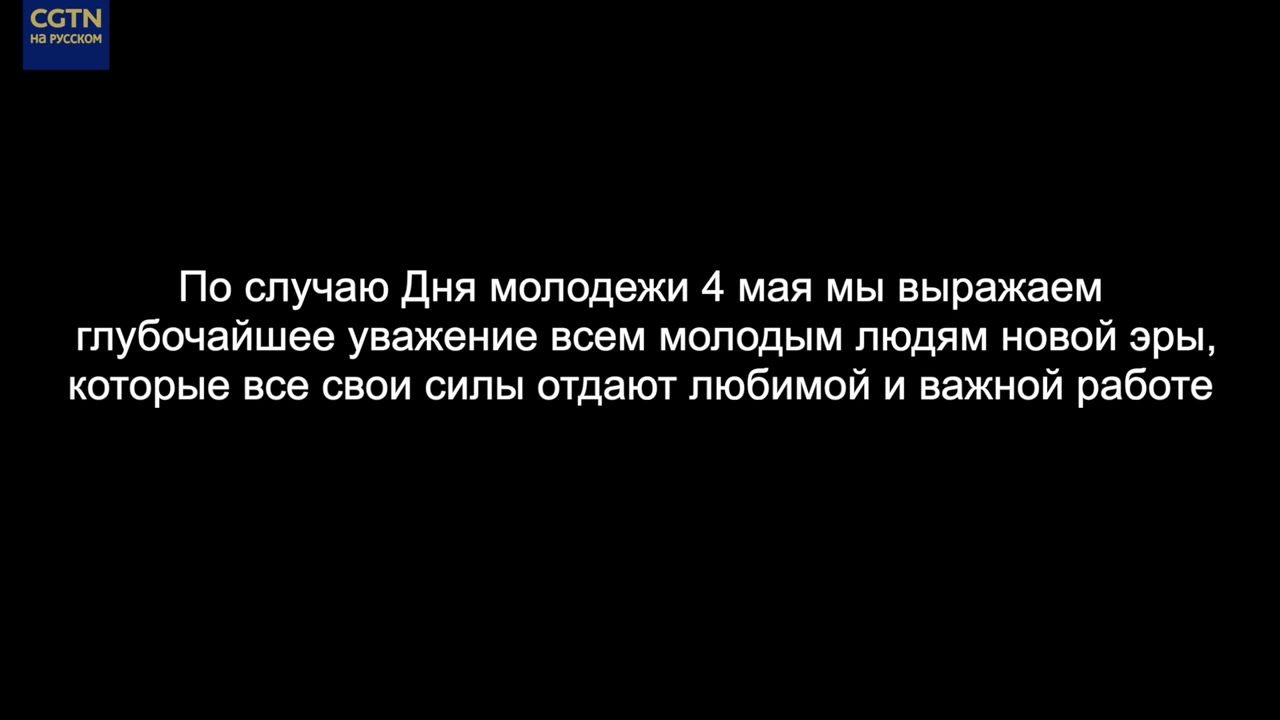 CGTN
на РУССКОМ
По случаю Дня молодежи 4 мая мы выражаем
глубочайшее уважение всем молодым людям новой эры,
которые все свои силы отдают любимой и важной работе